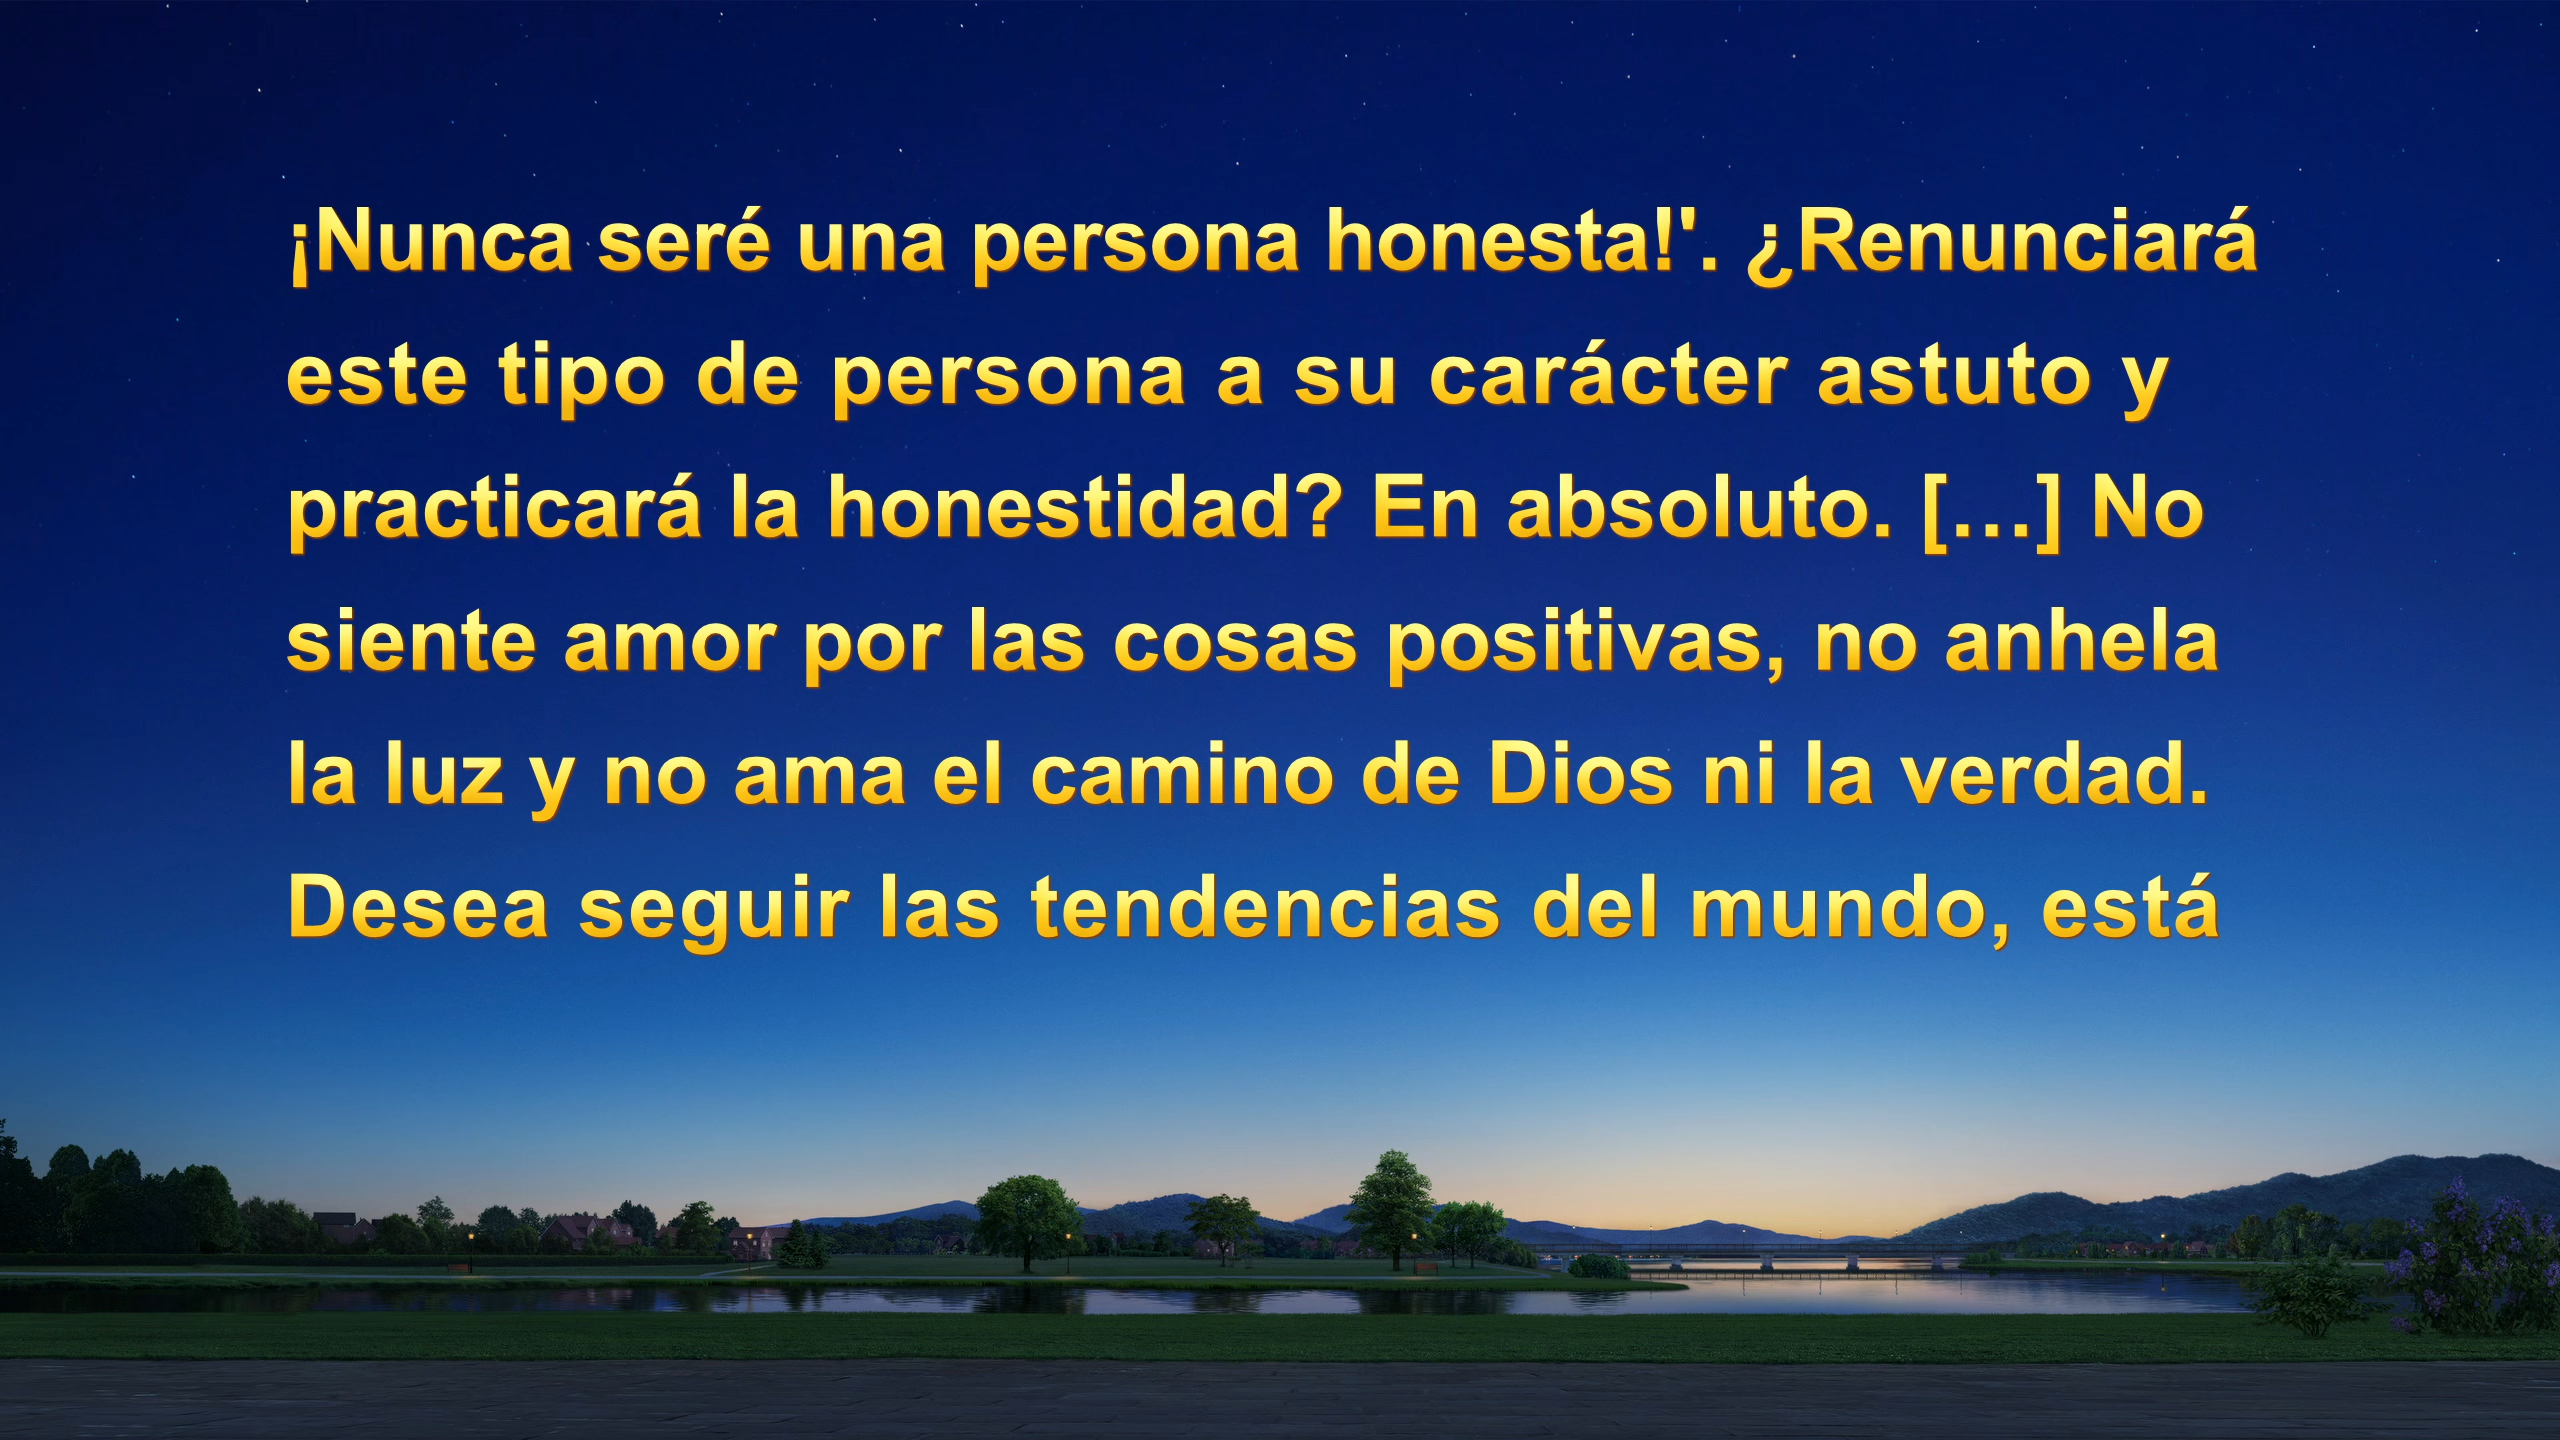 ¡Nunca seré una persona honesta!'. ¿Renunciará
este tipo de persona a su carácter astuto y
practicará la honestidad? En absoluto. […] No
siente amor por las cosas positivas, no anhela
la luz y no ama el camino de Dios ni la verdad.
Desea seguir las tendencias del mundo, está